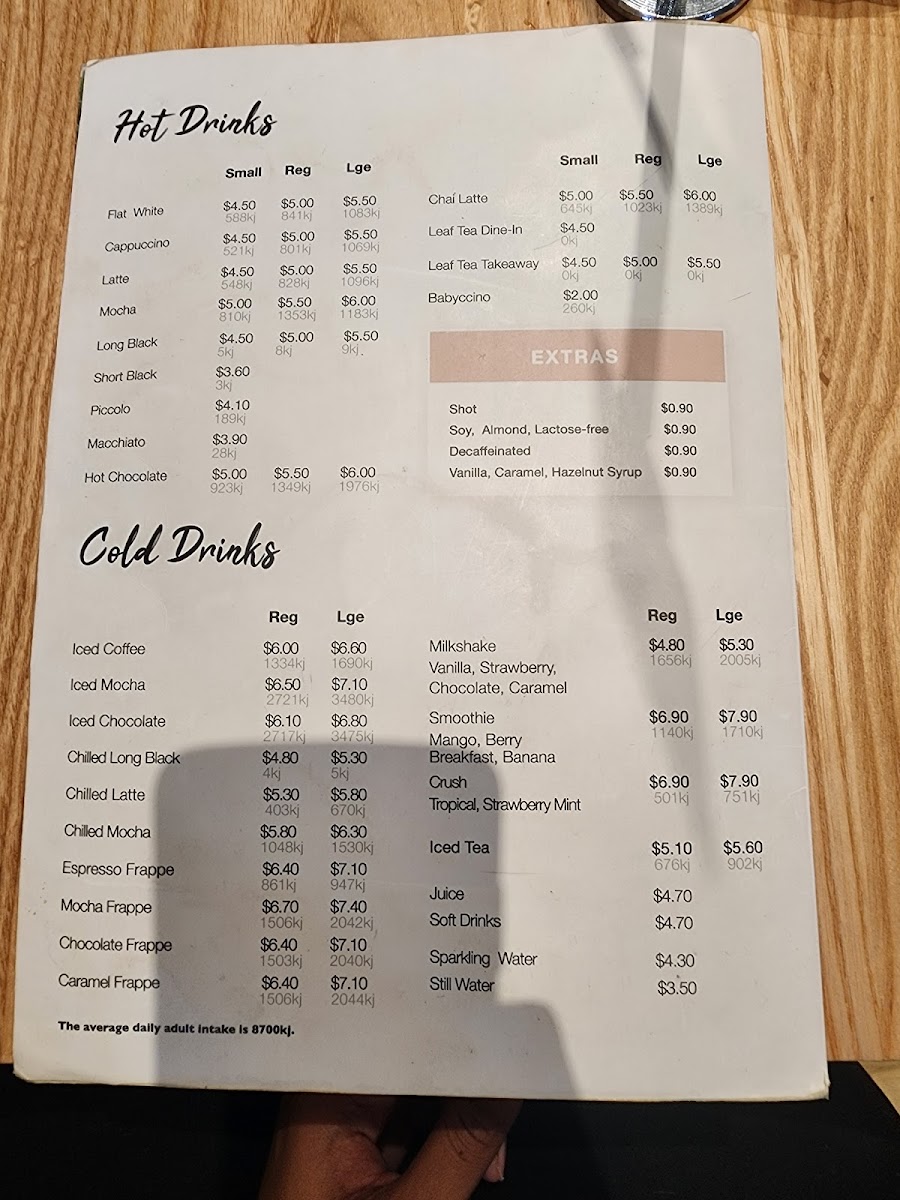 Hot Drinks
Small Reg Lge
Flat White $4.50 $5.00 $5.50
588kj 841kj 1083kj
Cappuccino $4.50 $5.00 $5.50
521kj 801kj 1069kj
Latte $4.50 $5.00 $5.50
548kj 828kj 1096kj
Mocha $5.00 $5.50 $6.00
810kj 1353kj 1183kj
Long Black $4.50 $5.00 $5.50
5kj 8kj 9kj.
Short Black $3.60
3kj
Piccolo $4.10
189kj
Macchiato $3.90
28kj
Hot Chocolate $5.00 $5.50 $6.00
923kj 1349kj 1976kj
Small Reg Lge
Chaí Latte $5.00 $5.50 $6.00
645kj 1023kj 1389kj
Leaf Tea Dine-In $4.50
0kj
Leaf Tea Takeaway $4.50 $5.00 $5.50
0kj 0kj 0kj
Babyccino $2.00
260kj
EXTRAS
Shot $0.90
Soy, Almond, Lactose-free $0.90
Decaffeinated $0.90
Vanilla, Caramel, Hazelnut Syrup $0.90
Cold Drinks
Reg Lge
Iced Coffee $6.00 $6.60
1334kj 1690kj
Iced Mocha $6.50 $7.10
2721kj 3480kj
Iced Chocolate $6.10 $6.80
2717kj 3475kj
Chilled Long Black $4.80 $5.30
4kj 5kj
Chilled Latte $5.30 $5.80
403kj 670kj
Chilled Mocha $5.80 $6.30
1048kj 1530kj
Espresso Frappe $6.40 $7.10
861kj 947kj
Mocha Frappe $6.70 $7.40
1506kj 2042kj
Chocolate Frappe $6.40 $7.10
1503kj 2040kj
Caramel Frappe $6.40 $7.10
1506kj 2044kj
Reg Lge
Milkshake $4.80 $5.30
1656kj 2005kj
Vanilla, Strawberry,
Chocolate, Caramel
Smoothie $6.90 $7.90
1140kj 1710kj
Mango, Berry
Breakfast, Banana
Crush $6.90 $7.90
501kj 751kj
Tropical, Strawberry Mint
Iced Tea $5.10 $5.60
676kj 902kj
Juice $4.70
Soft Drinks $4.70
Sparkling Water $4.30
Still Water $3.50
The average daily adult intake is 8700kj.